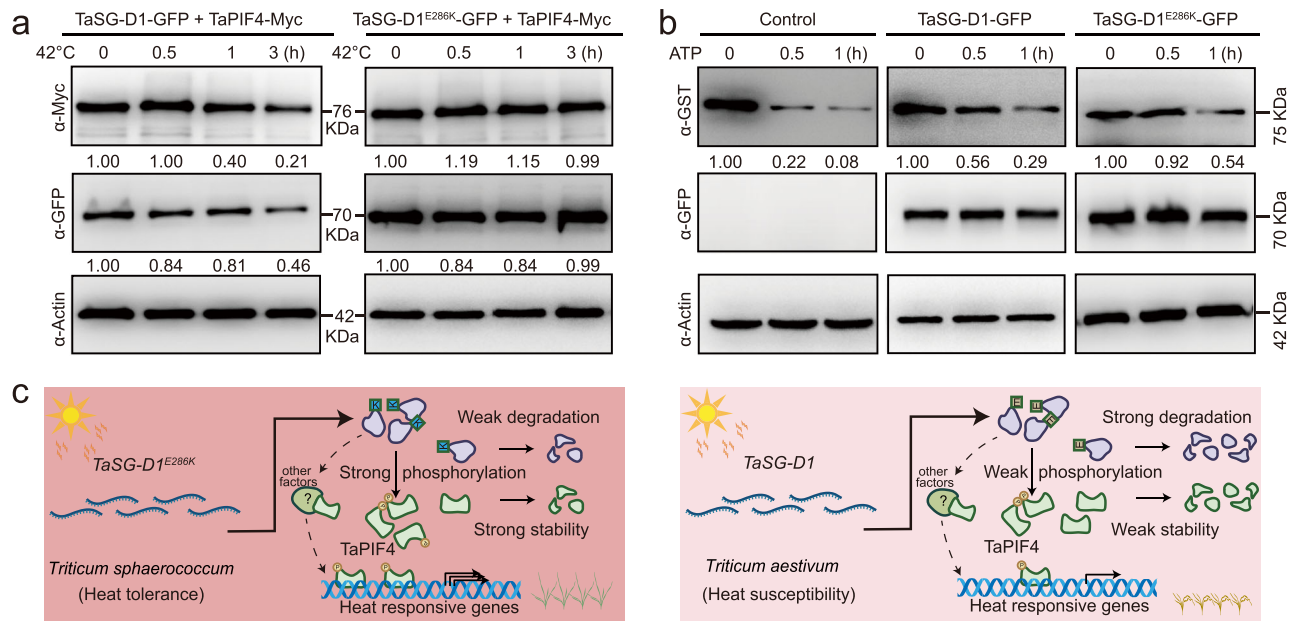 a
TaSG-D1-GFP + TaPIF4-Myc
TaSG-D1E286K-GFP + TaPIF4-Myc
42°C 0 0.5 1 3 (h)
42°C 0 0.5 1 3 (h)
α-Myc
76 KDa
1.00 1.00 0.40 0.21
1.00 1.19 1.15 0.99
α-GFP
70 KDa
1.00 0.84 0.81 0.46
1.00 0.84 0.84 0.99
α-Actin
42 KDa
b
Control
TaSG-D1-GFP
TaSG-D1E286K-GFP
ATP 0 0.5 1 (h)
0 0.5 1 (h)
0 0.5 1 (h)
α-GST
75 KDa
1.00 0.22 0.08
1.00 0.56 0.29
1.00 0.92 0.54
α-GFP
70 KDa
α-Actin
42 KDa
c
TaSG-D1E286K
K K K
Weak degradation
K
other
factors
?
Strong phosphorylation
P
P
Strong stability
TaPIF4
P P
Triticum sphaerococcum
(Heat tolerance)
Heat responsive genes
TaSG-D1
E E E
Strong degradation
E
other
factors
?
Weak phosphorylation
P
Weak stability
TaPIF4
P
Triticum aestivum
(Heat susceptibility)
Heat responsive genes